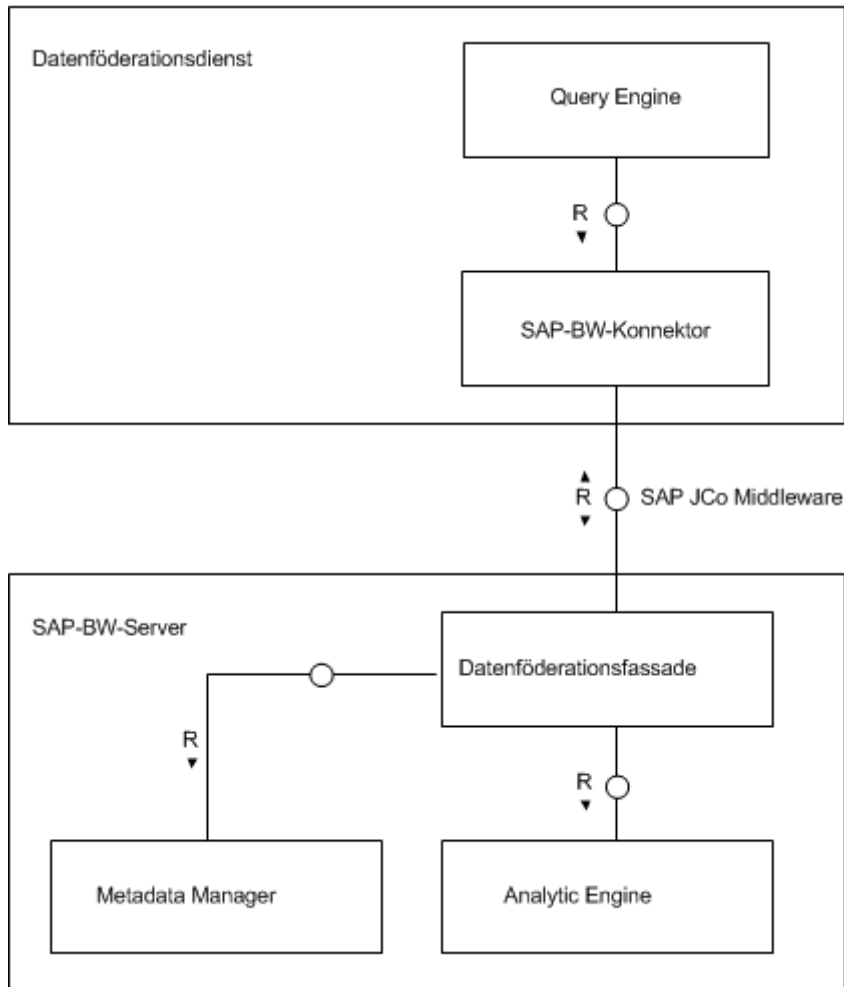 Datenföderationsdienst
Query Engine
R
SAP-BW-Konnektor
R
SAP JCo Middleware
SAP-BW-Server
Datenföderationsfassade
R
R
Metadata Manager
Analytic Engine